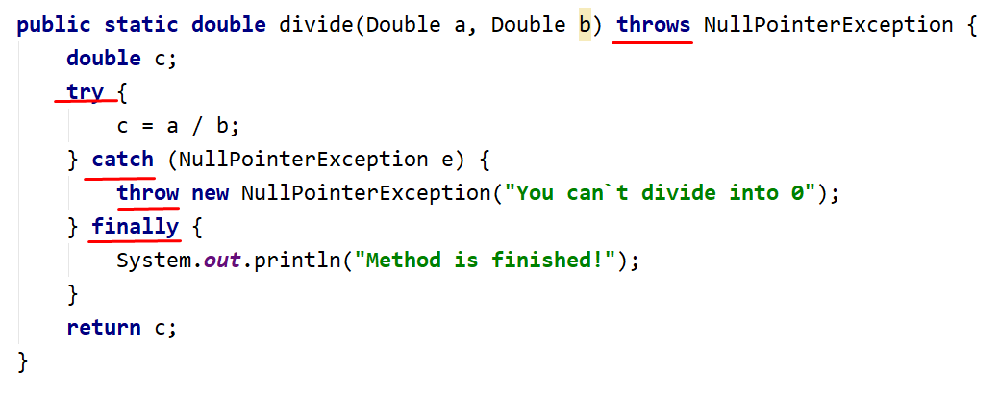 public static double divide(Double a, Double b) throws NullPointerException {
    double c;
    try {
        c = a / b;
    } catch (NullPointerException e) {
        throw new NullPointerException("You can`t divide into 0");
    } finally {
        System.out.println("Method is finished!");
    }
    return c;
}